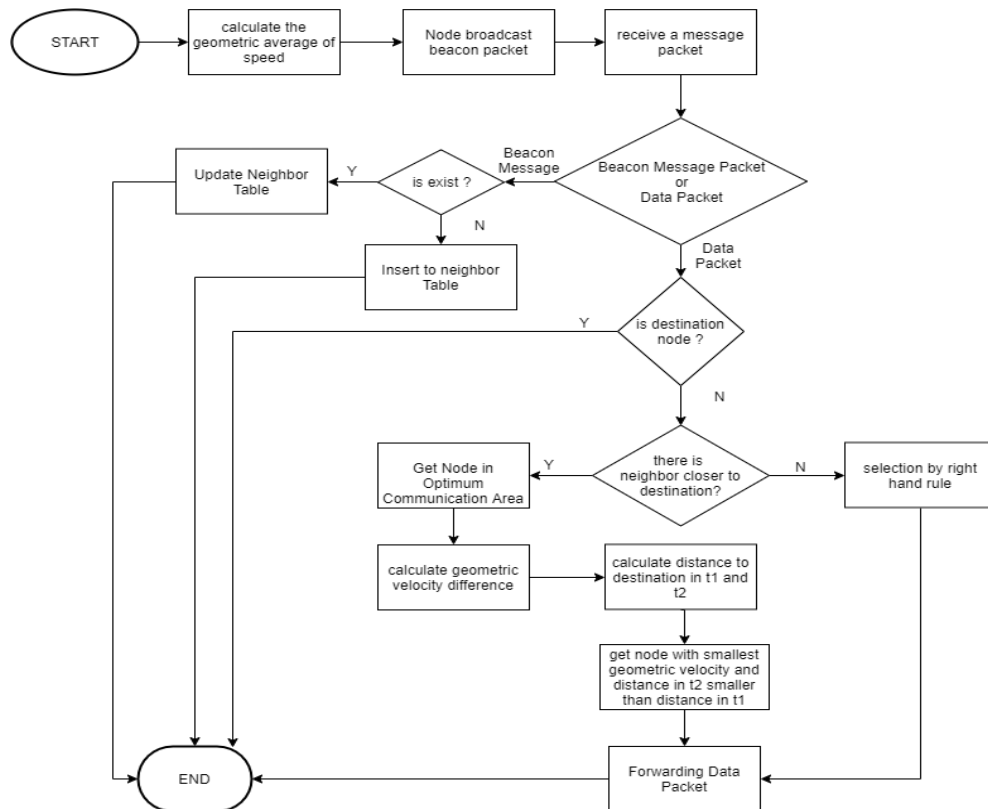 START
calculate the
geometric average of
speed
Node broadcast
beacon packet
receive a message
packet
Beacon Message Packet
or
Data Packet
Beacon
Message
is exist ?
Y
Update Neighbor
Table
N
Insert to neighbor
Table
Data
Packet
is destination
node ?
Y
N
there is
neighbor closer to
destination?
Y
Get Node in
Optimum
Communication Area
N
selection by right
hand rule
calculate geometric
velocity difference
calculate distance to
destination in t1 and
t2
get node with smallest
geometric velocity and
distance in t2 smaller
than distance in t1
Forwarding Data
Packet
END